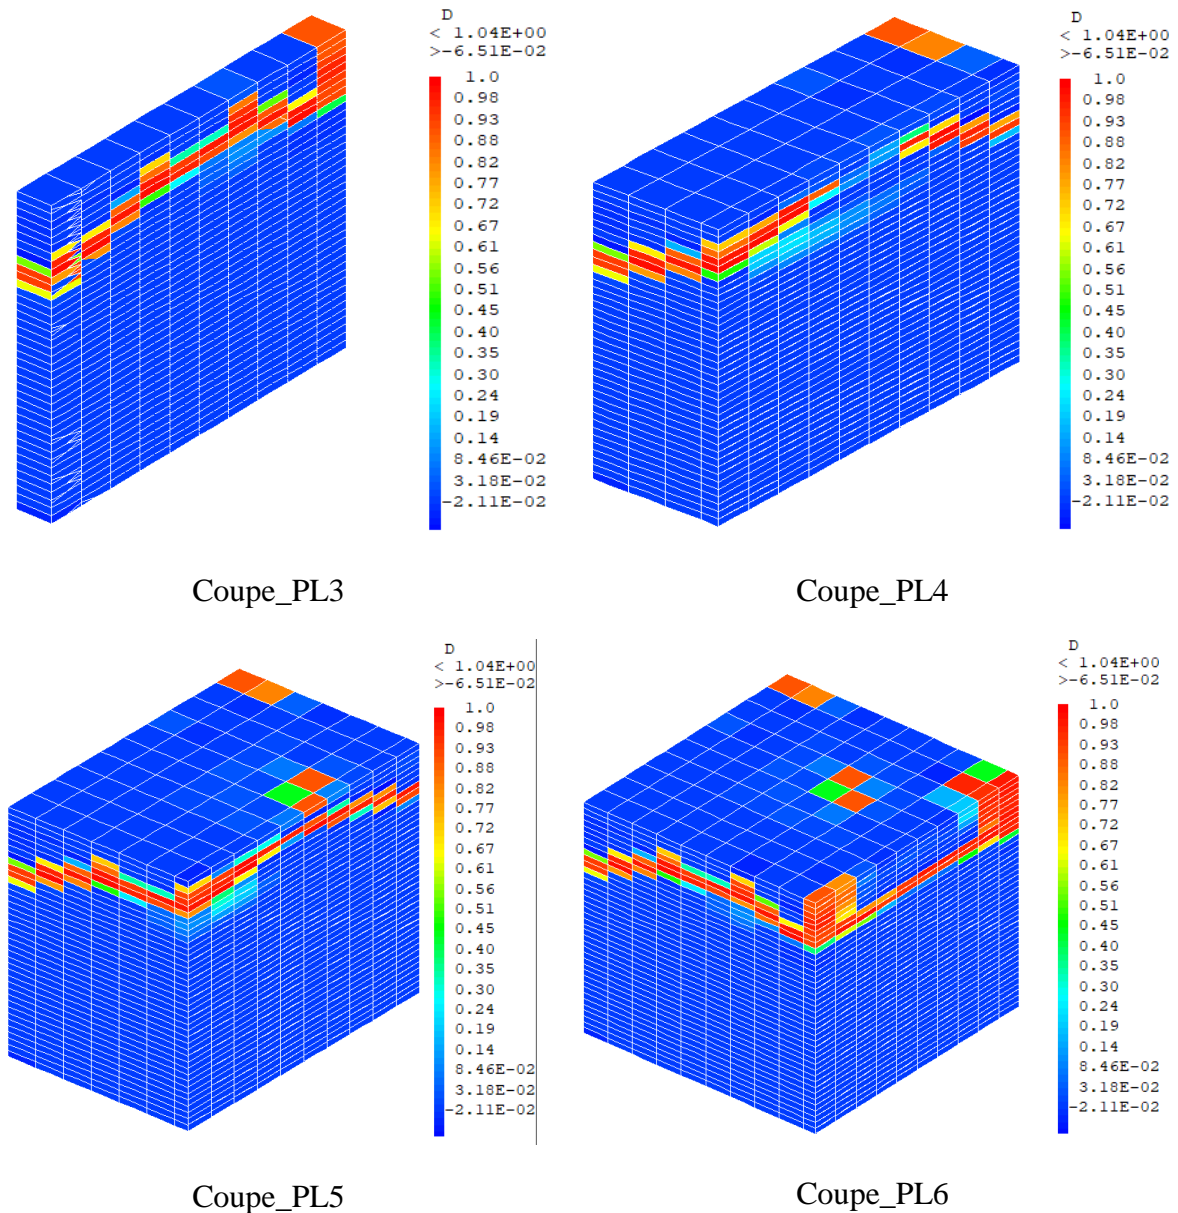 D
< 1.04E+00
>-6.51E-02
1.0
0.98
0.93
0.88
0.82
0.77
0.72
0.67
0.61
0.56
0.51
0.45
0.40
0.35
0.30
0.24
0.19
0.14
8.46E-02
3.18E-02
-2.11E-02
Coupe_PL3
D
< 1.04E+00
>-6.51E-02
1.0
0.98
0.93
0.88
0.82
0.77
0.72
0.67
0.61
0.56
0.51
0.45
0.40
0.35
0.30
0.24
0.19
0.14
8.46E-02
3.18E-02
-2.11E-02
Coupe_PL4
D
< 1.04E+00
>-6.51E-02
1.0
0.98
0.93
0.88
0.82
0.77
0.72
0.67
0.61
0.56
0.51
0.45
0.40
0.35
0.30
0.24
0.19
0.14
8.46E-02
3.18E-02
-2.11E-02
Coupe_PL5
D
< 1.04E+00
>-6.51E-02
1.0
0.98
0.93
0.88
0.82
0.77
0.72
0.67
0.61
0.56
0.51
0.45
0.40
0.35
0.30
0.24
0.19
0.14
8.46E-02
3.18E-02
-2.11E-02
Coupe_PL6